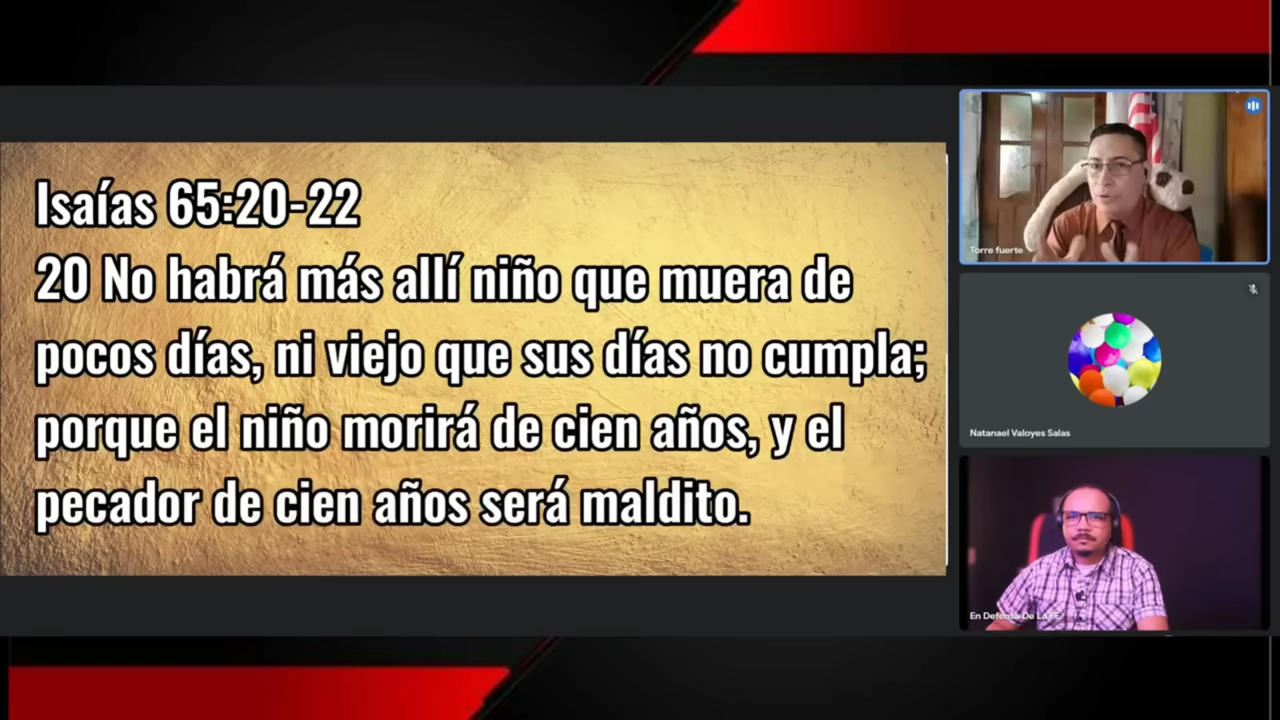 Isaías 65:20-22
20 No habrá más allí niño que muera de
pocos días, ni viejo que sus días no cumpla;
porque el niño morirá de cien años, y el
pecador de cien años será maldito.
Torre fuerte
Natanael Valoyes Salas
En Defensa De La FE